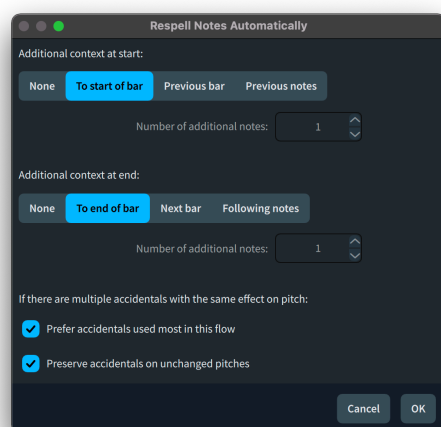 Respell Notes Automatically
Additional context at start:
None To start of bar Previous bar Previous notes
Number of additional notes: 1
Additional context at end:
None To end of bar Next bar Following notes
Number of additional notes: 1
If there are multiple accidentals with the same effect on pitch:
Prefer accidentals used most in this flow
Preserve accidentals on unchanged pitches
Cancel OK